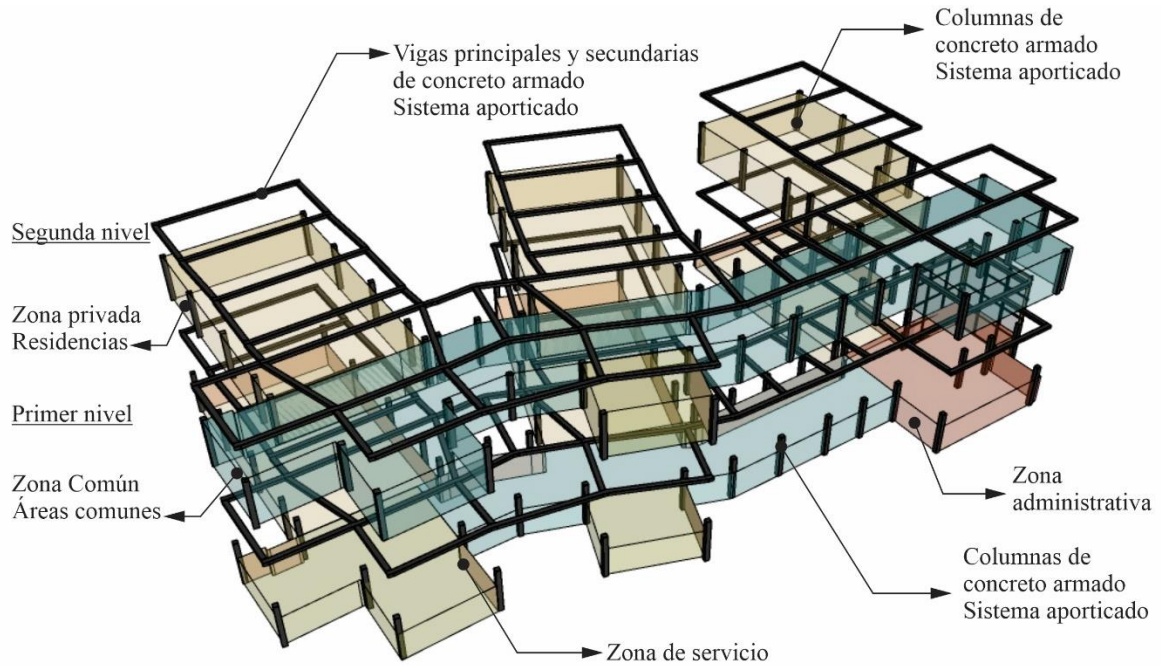 Vigas principales y secundarias
de concreto armado
Sistema aporticado
Columnas de
concreto armado
Sistema aporticado
Segunda nivel
Zona privada
Residencias
Primer nivel
Zona Común
Áreas comunes
Zona
administrativa
Columnas de
concreto armado
Sistema aporticado
Zona de servicio